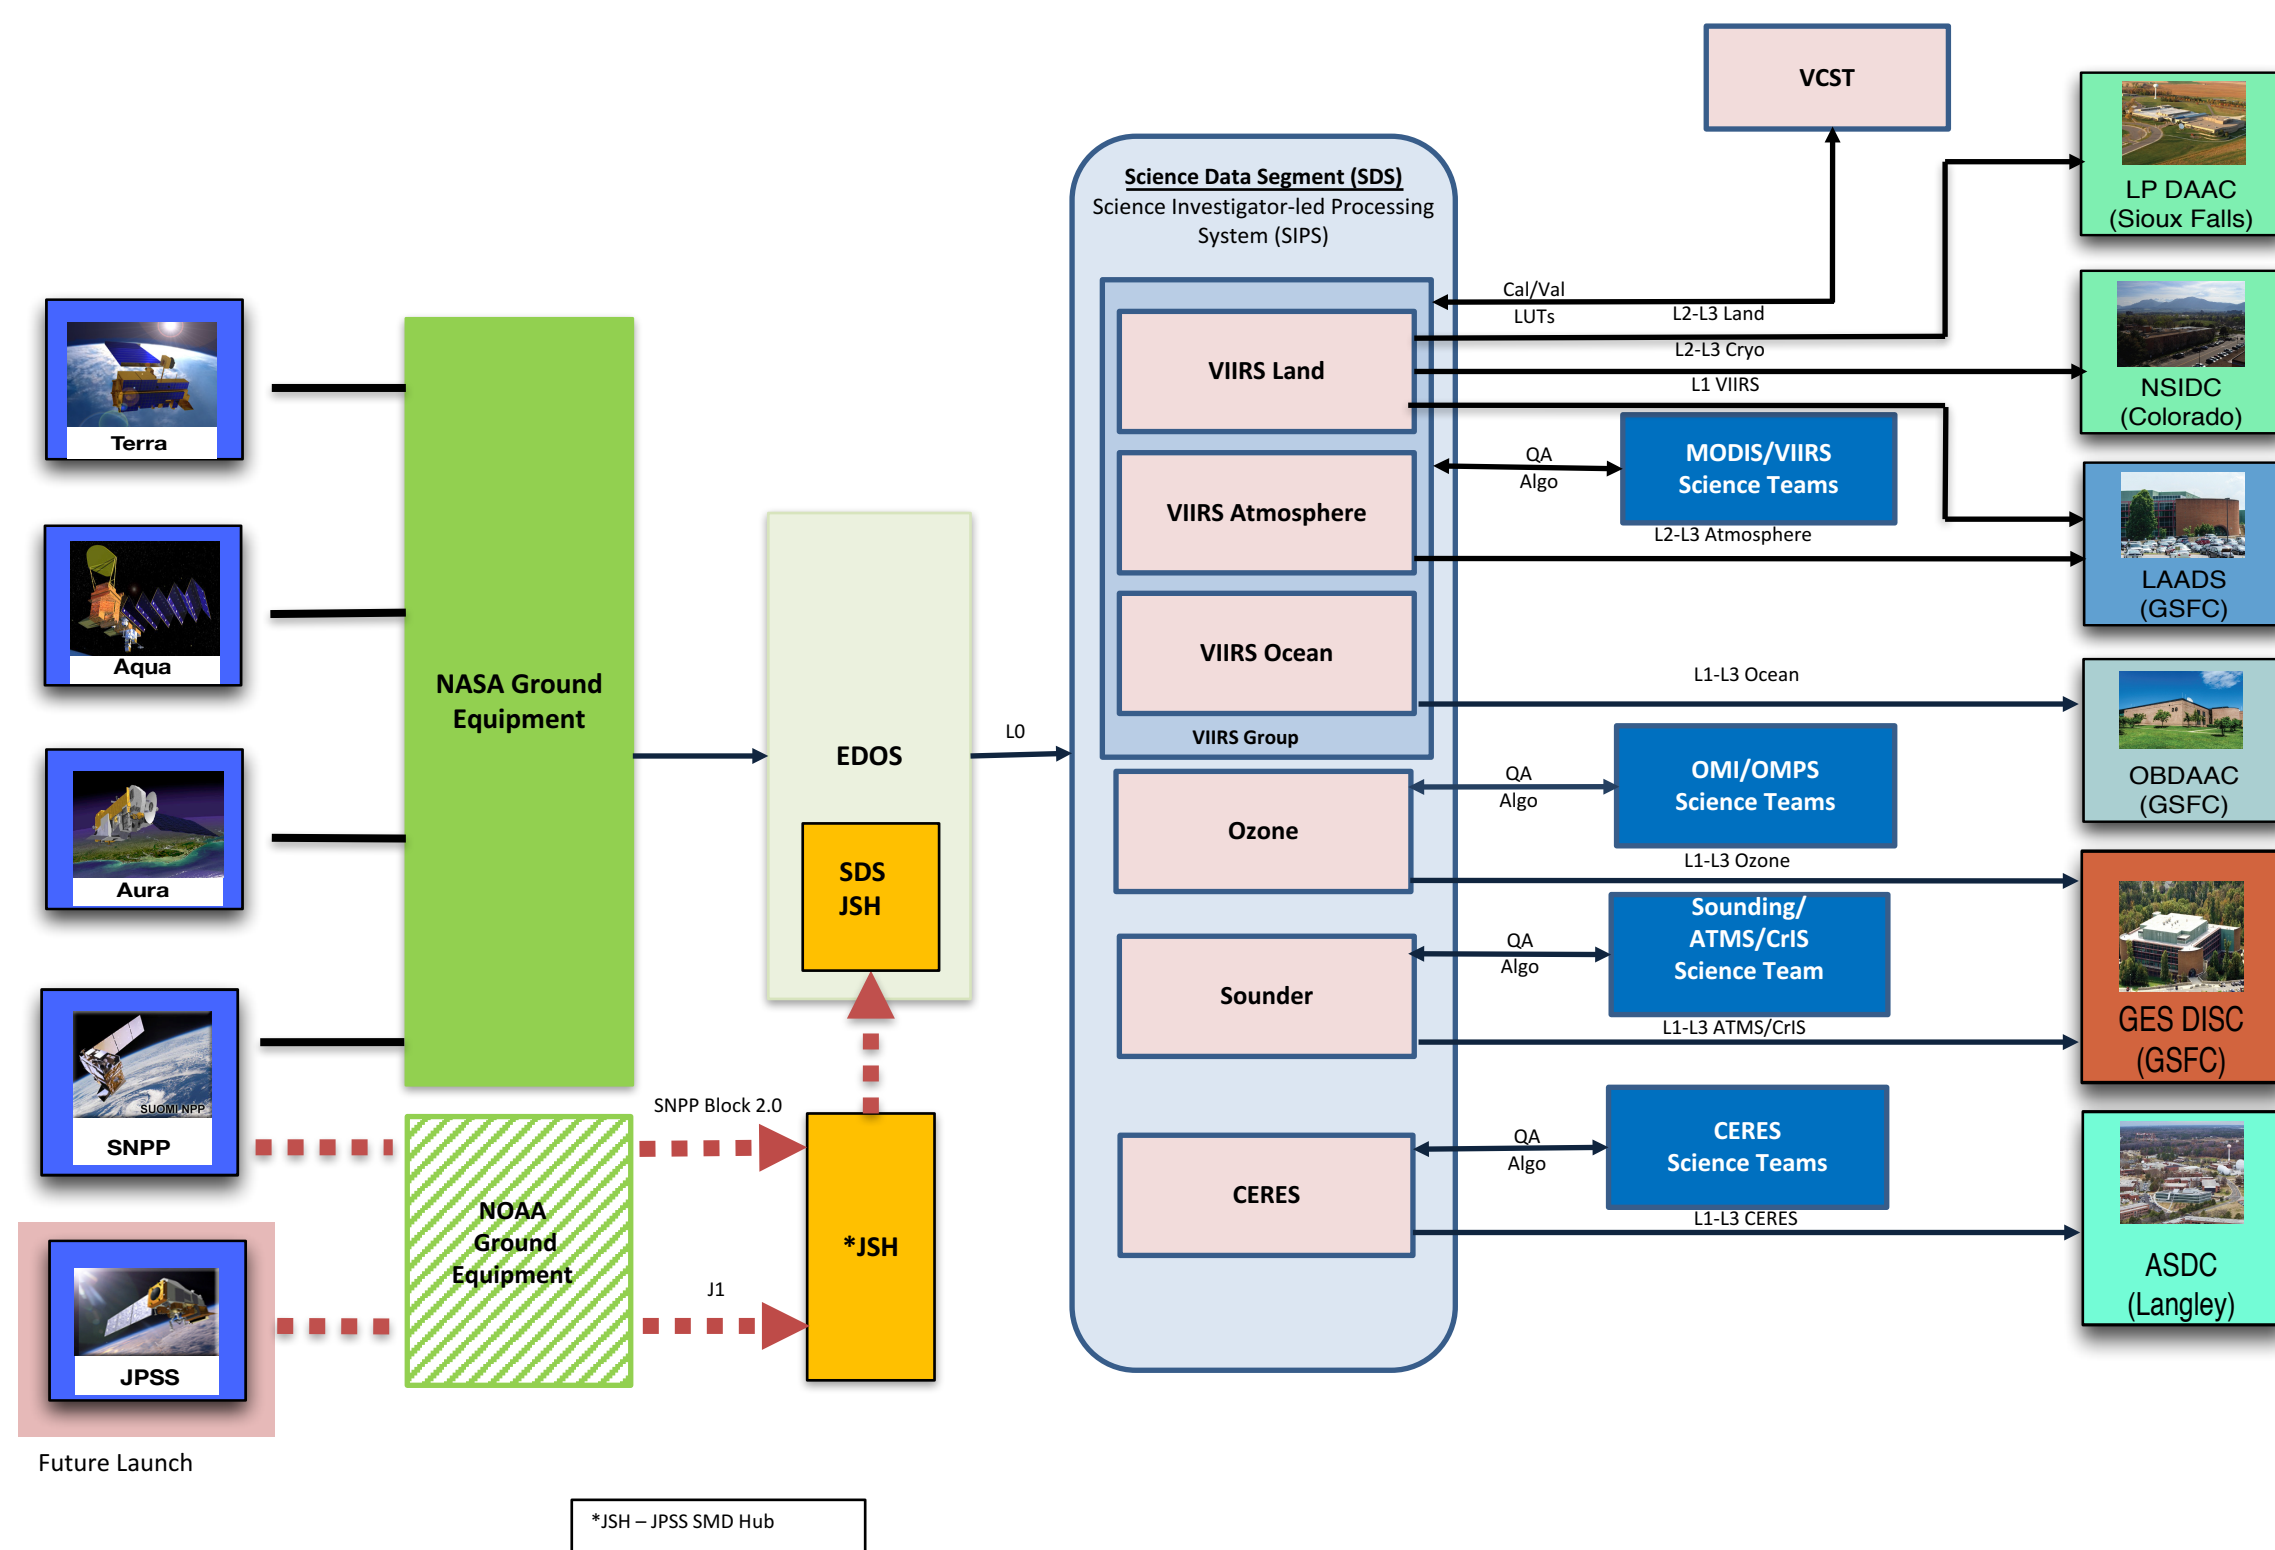 VCST
LP DAAC
(Sioux Falls)
Science Data Segment (SDS)
Science Investigator-led Processing
System (SIPS)
Cal/Val
LUTs
L2-L3 Land
VIIRS Land
L2-L3 Cryo
L1 VIIRS
NSIDC
(Colorado)
Terra
VIIRS Atmosphere
QA
Algo
MODIS/VIIRS
Science Teams
L2-L3 Atmosphere
LAADS
(GSFC)
Aqua
NASA Ground
Equipment
VIIRS Ocean
L1-L3 Ocean
VIIRS Group
OBDAAC
(GSFC)
EDOS
L0
SDS
JSH
Ozone
QA
Algo
OMI/OMPS
Science Teams
L1-L3 Ozone
Aura
Sounder
QA
Algo
Sounding/
ATMS/CrIS
Science Team
L1-L3 ATMS/CrIS
GES DISC
(GSFC)
SUOMI NPP
SNPP
SNPP Block 2.0
NOAA
Ground
Equipment
*JSH
J1
CERES
QA
Algo
CERES
Science Teams
L1-L3 CERES
ASDC
(Langley)
JPSS
Future Launch
*JSH – JPSS SMD Hub